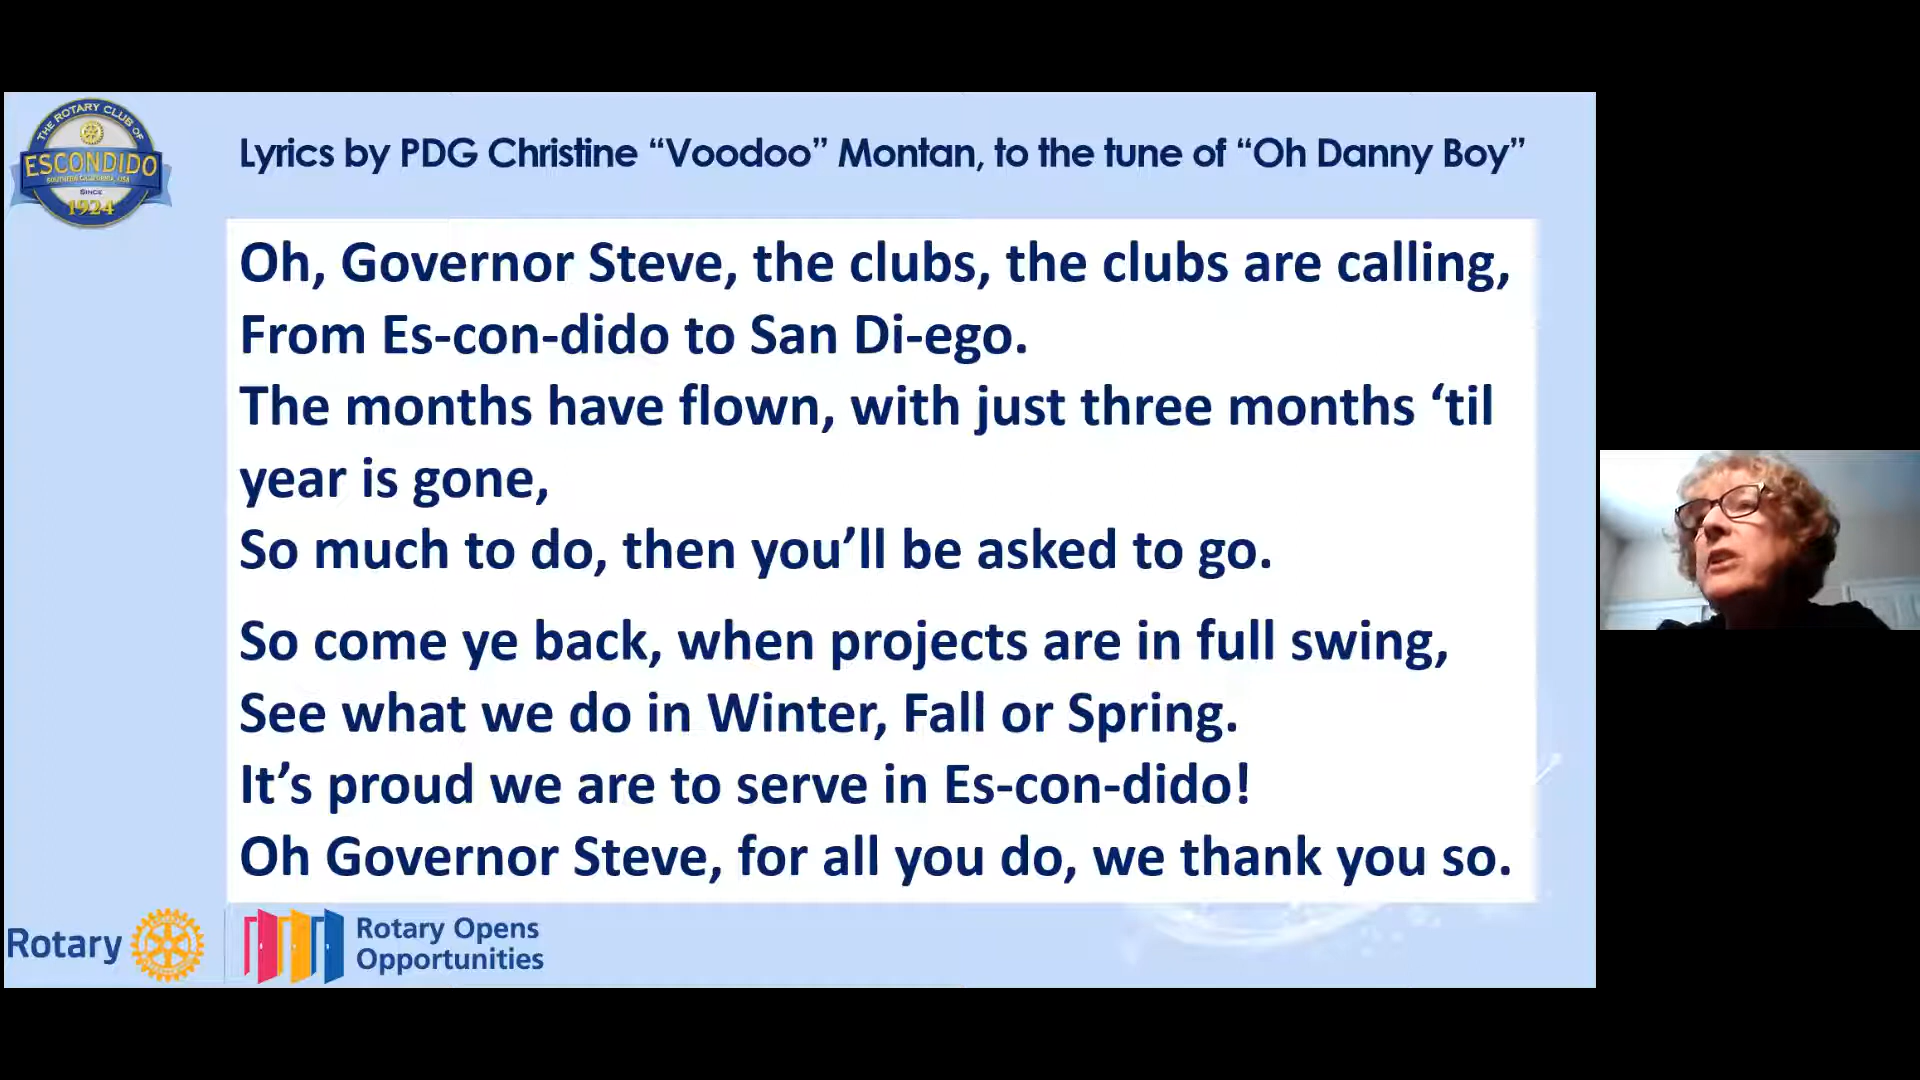 THE ROTARY CLUB OF
ESCONDIDO
SOUTHERN CALIFORNIA, USA
SINCE
1924
Lyrics by PDG Christine “Voodoo” Montan, to the tune of “Oh Danny Boy”
Oh, Governor Steve, the clubs, the clubs are calling,
From Es-con-dido to San Di-ego.
The months have flown, with just three months ‘til
year is gone,
So much to do, then you’ll be asked to go.
So come ye back, when projects are in full swing,
See what we do in Winter, Fall or Spring.
It’s proud we are to serve in Es-con-dido!
Oh Governor Steve, for all you do, we thank you so.
Rotary
Rotary Opens
Opportunities